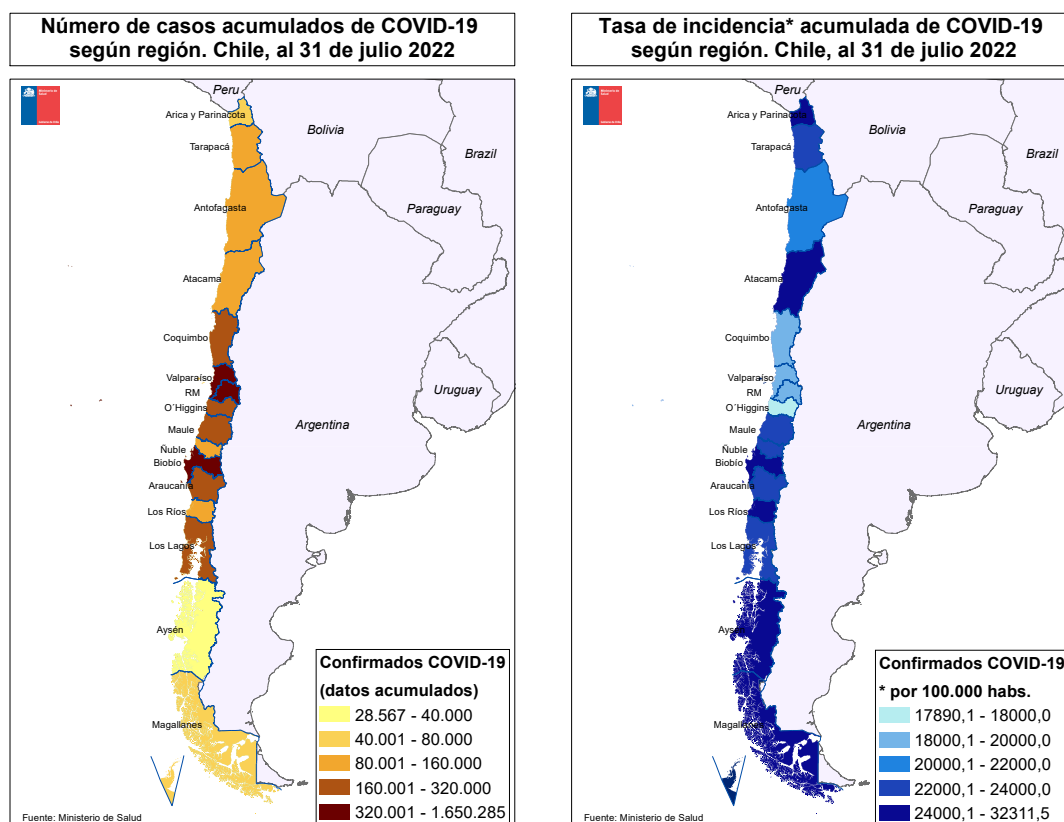 Número de casos acumulados de COVID-19
según región. Chile, al 31 de julio 2022
Peru
Arica y Parinacota
Bolivia
Tarapacá
Brazil
Antofagasta
Paraguay
Atacama
Coquimbo
Valparaíso
RM
Uruguay
O´Higgins
Maule
Argentina
Ñuble
Biobío
Araucanía
Los Ríos
Los Lagos
Aysén
Magallanes
Confirmados COVID-19
(datos acumulados)
28.567 - 40.000
40.001 - 80.000
80.001 - 160.000
160.001 - 320.000
320.001 - 1.650.285
Fuente: Ministerio de Salud
Tasa de incidencia* acumulada de COVID-19
según región. Chile, al 31 de julio 2022
Peru
Arica y Parinacota
Bolivia
Tarapacá
Brazil
Antofagasta
Paraguay
Atacama
Coquimbo
Valparaíso
RM
Uruguay
O´Higgins
Maule
Argentina
Ñuble
Biobío
Araucanía
Los Ríos
Los Lagos
Aysén
Magallanes
Confirmados COVID-19
* por 100.000 habs.
17890,1 - 18000,0
18000,1 - 20000,0
20000,1 - 22000,0
22000,1 - 24000,0
24000,1 - 32311,5
Fuente: Ministerio de Salud